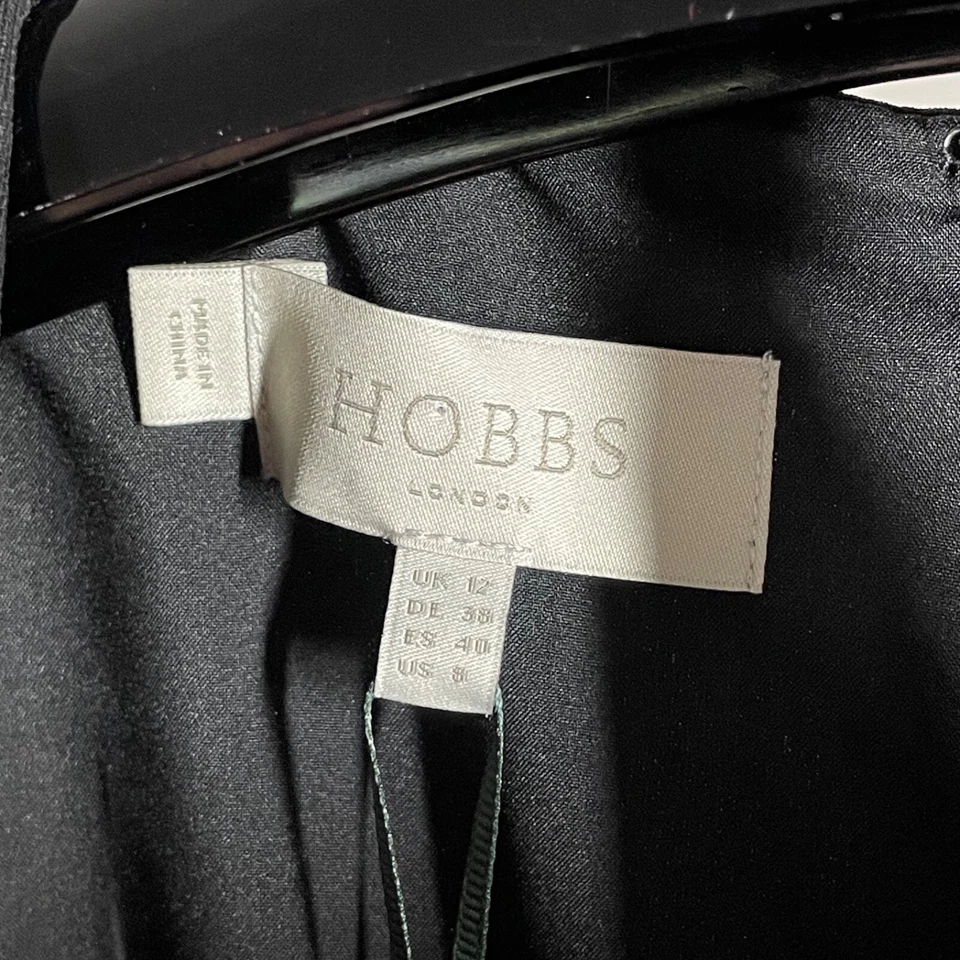 MADE IN
CHINA
HOBBS
LONDON
UK 12
DE 38
ES 40
US 8